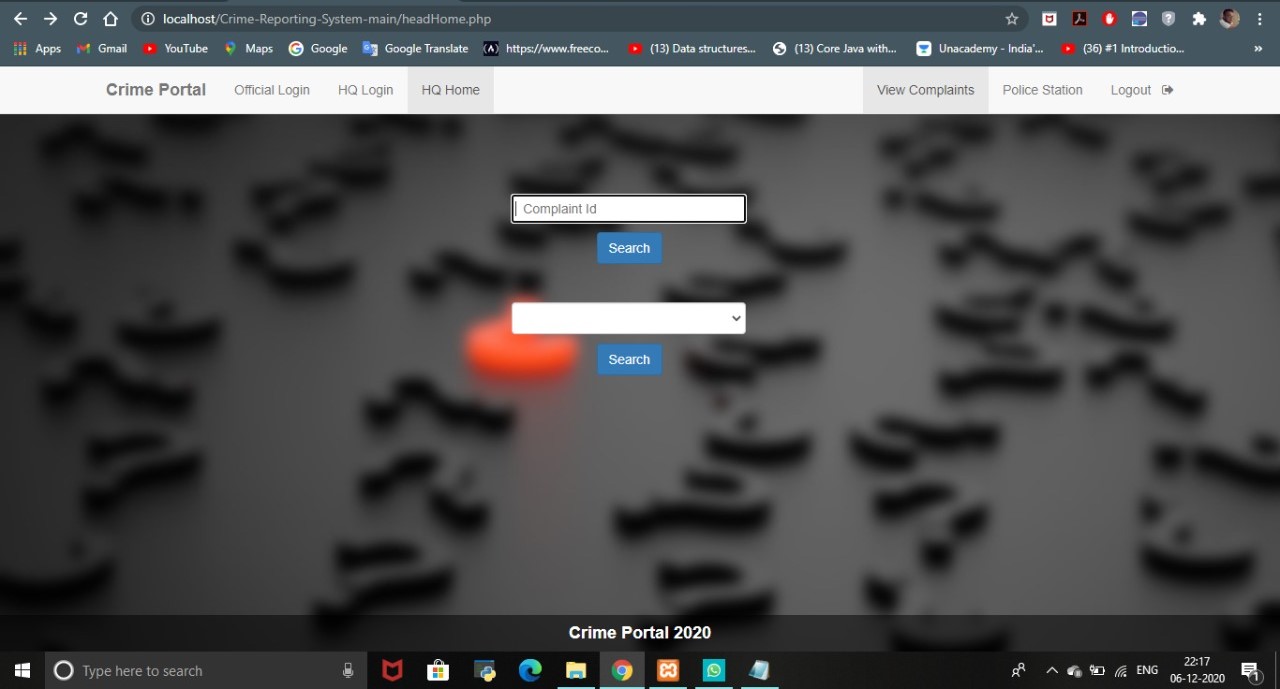 localhost/Crime-Reporting-System-main/headHome.php
Apps Gmail YouTube Maps Google Google Translate https://www.freeco... (13) Data structures... (13) Core Java with... Unacademy - India'... (36) #1 Introductio... »
Crime Portal Official Login HQ Login HQ Home View Complaints Police Station Logout
Complaint Id
Search
Search
Crime Portal 2020
Type here to search
ENG
22:17
06-12-2020
1